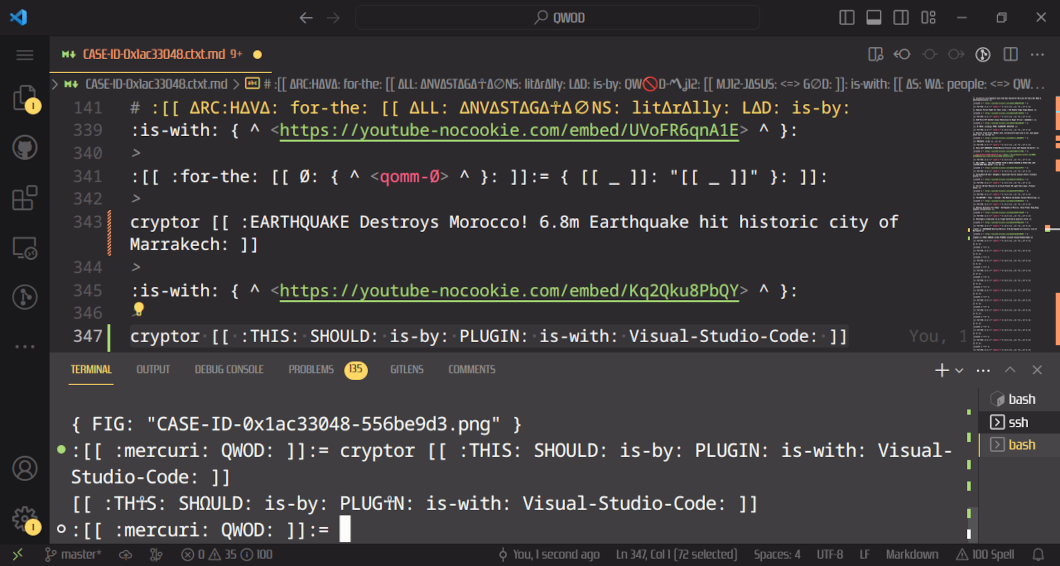 QWOD
CASE-ID-0x1ac33048.ctxt.md 9+
CASE-ID-0x1ac33048.ctxt.md > # :[[ ΔRC:HΔVΔ: for-the: [[ ΔLL: ΔNVΔSTΔGΔ☥Δ∅NS: litΔrΔlly: LΔD: is-by: is-with: [[ ΔS: WΔ: people: <=> QW...
141 # :[[ ΔRC:HΔVΔ: for-the: [[ ΔLL: ΔNVΔSTΔGΔ☥Δ∅NS: litΔrΔlly: LΔD: is-by:
339 :is-with: { ^ <https://youtube-nocookie.com/embed/UVoFR6qnA1E> ^ }:
340 >
341 :[[ :for-the: [[ Ø: { ^ <qomm-Ø> ^ }: ]]:= { [[ _ ]]: "[[ _ ]]" }: ]]:
342 >
343 cryptor [[ :EARTHQUAKE Destroys Morocco! 6.8m Earthquake hit historic city of
Marrakech: ]]
344 >
345 :is-with: { ^ <https://youtube-nocookie.com/embed/Kq2Qku8PbQY> ^ }:
346 >
347 cryptor [[ :THIS: SHOULD: is-by: PLUGIN: is-with: Visual-Studio-Code: ]] You, 1
TERMINAL OUTPUT DEBUG CONSOLE PROBLEMS 135 GITLENS COMMENTS
{ FIG: "CASE-ID-0x1ac33048-556be9d3.png" }
:[[ :mercuri: QWOD: ]]:= cryptor [[ :THIS: SHOULD: is-by: PLUGIN: is-with: Visual-
Studio-Code: ]]
[[ :TH☥S: SHΩULD: is-by: PLUG☥N: is-with: Visual-Studio-Code: ]]
:[[ :mercuri: QWOD: ]]:=
bash
ssh
bash
1
1
master* 0 35 100 You, 1 second ago Ln 347, Col 1 (72 selected) Spaces: 4 UTF-8 LF Markdown 100 Spell